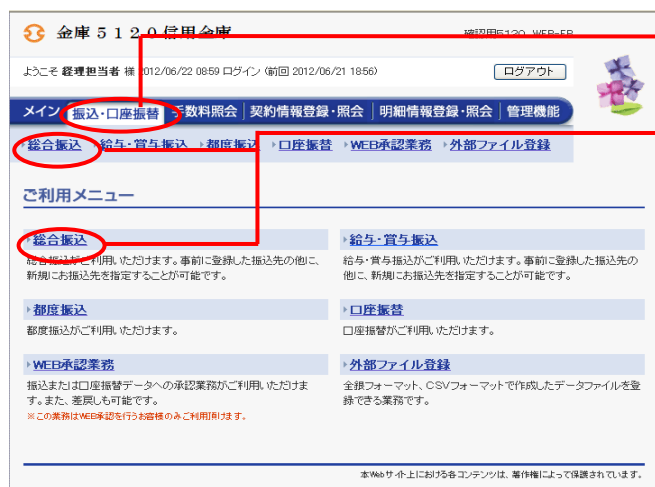 金庫5120信用金庫
確認用5120 WEB-FB
ようこそ 経理担当者 様 2012/06/22 08:59 ログイン (前回 2012/06/21 18:56)
ログアウト
メイン 振込・口座振替 手数料照会 契約情報登録・照会 明細情報登録・照会 管理機能
総合振込 給与・賞与振込 都度振込 口座振替 WEB承認業務 外部ファイル登録
ご利用メニュー
総合振込 給与・賞与振込
総合振込がご利用いただけます。事前に登録した振込先の他に、 給与・賞与振込がご利用いただけます。事前に登録した振込先の
新規にお振込先を指定することが可能です。 他に、新規にお振込先を指定することが可能です。
都度振込 口座振替
都度振込がご利用いただけます。 口座振替がご利用いただけます。
WEB承認業務 外部ファイル登録
振込または口座振替データへの承認業務がご利用いただけま 全銀フォーマット、CSVフォーマットで作成したデータファイルを登
す。また、差戻しも可能です。 録できる業務です。
※この業務はWEB承認を行うお客様のみご利用頂けます。
本Webサイト上における各コンテンツは、著作権によって保護されています。